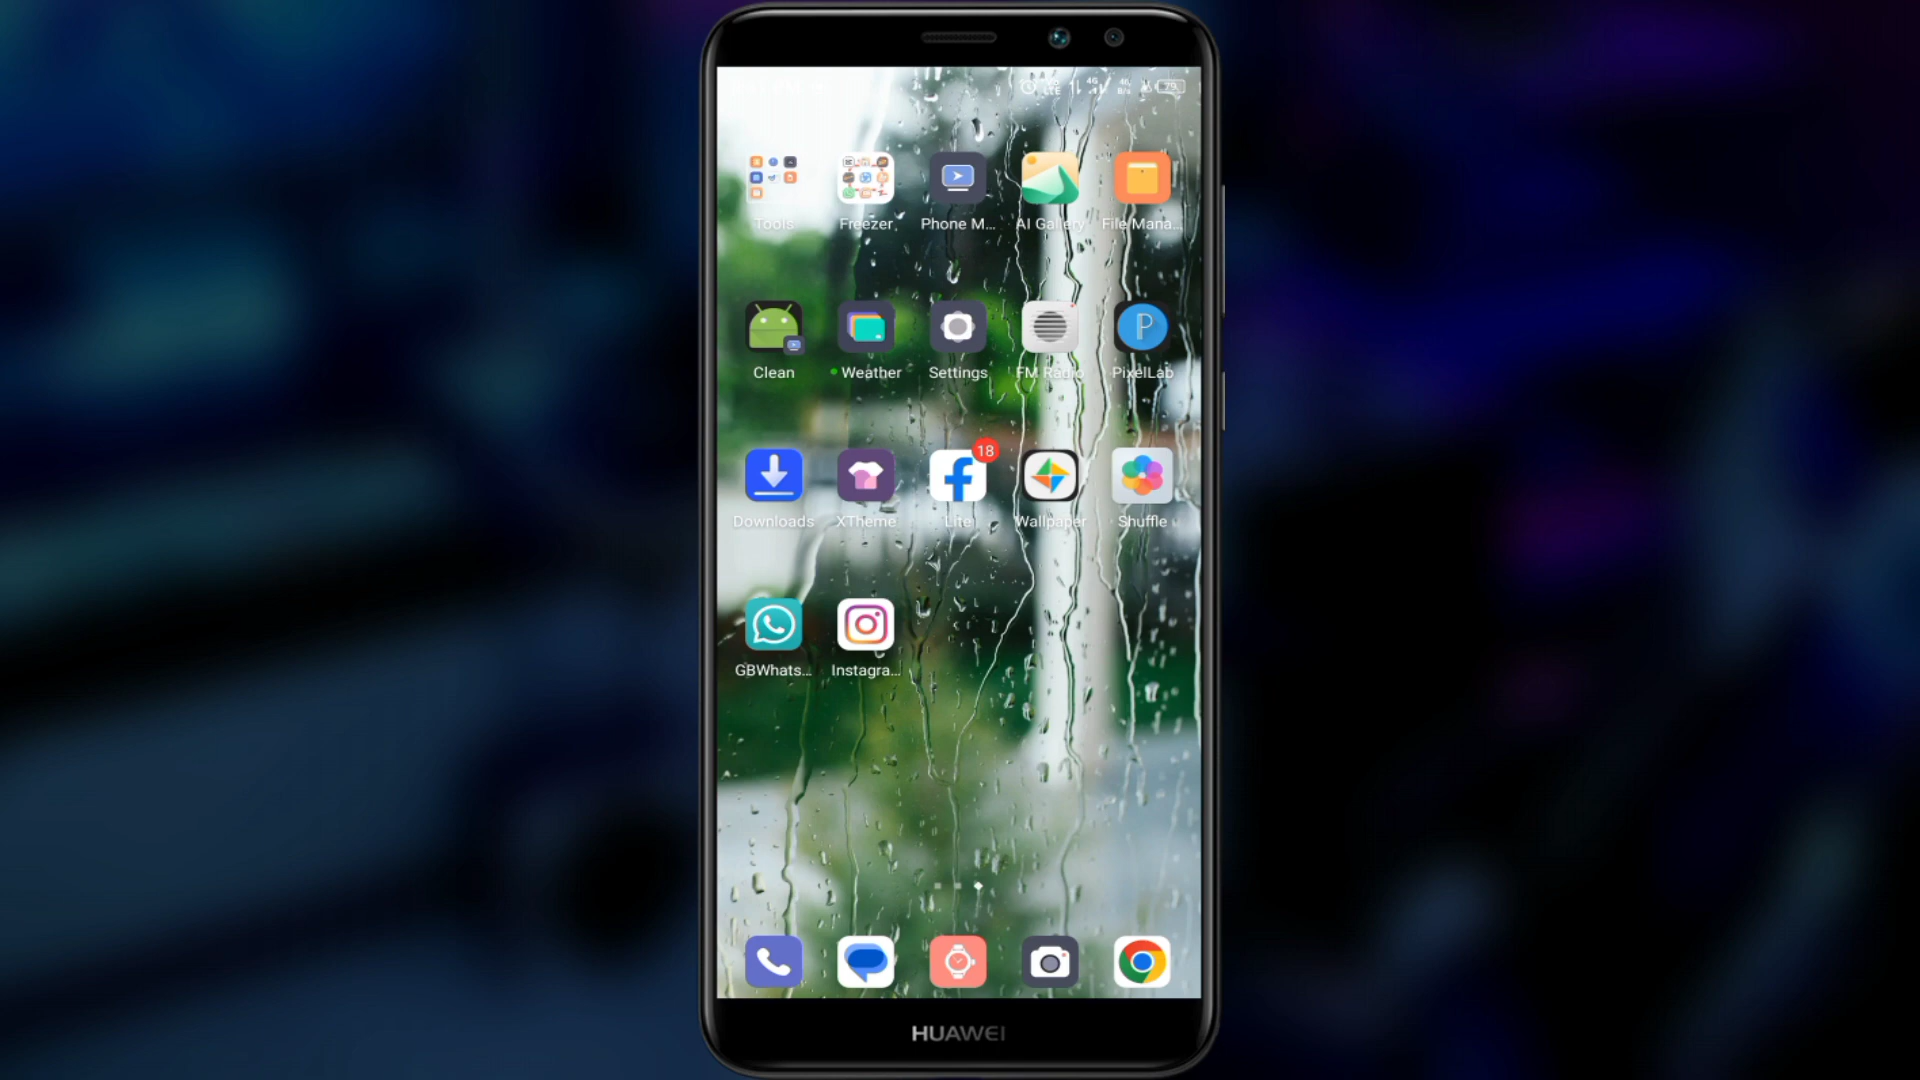 79
Tools Freezer Phone M... AI Gallery File Mana...
Clean Weather Settings FM Radio PixelLab
18
Downloads XTheme Lite Wallpaper Shuffle
GBWhats... Instagra...
HUAWEI